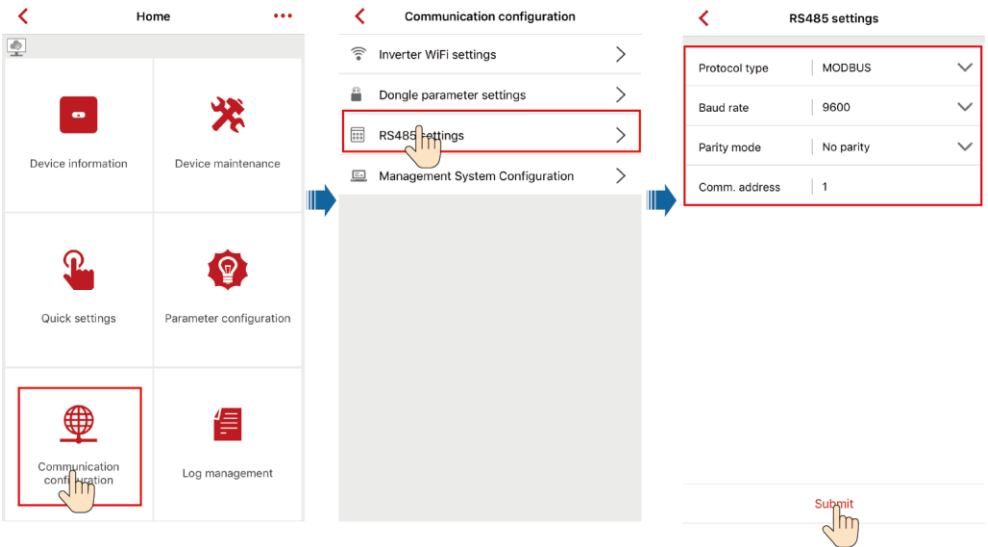 Home
Device information
Device maintenance
Quick settings
Parameter configuration
Communication
configuration
Log management
Communication configuration
Inverter WiFi settings
Dongle parameter settings
RS485 settings
Management System Configuration
RS485 settings
Protocol type MODBUS
Baud rate 9600
Parity mode No parity
Comm. address 1
Submit